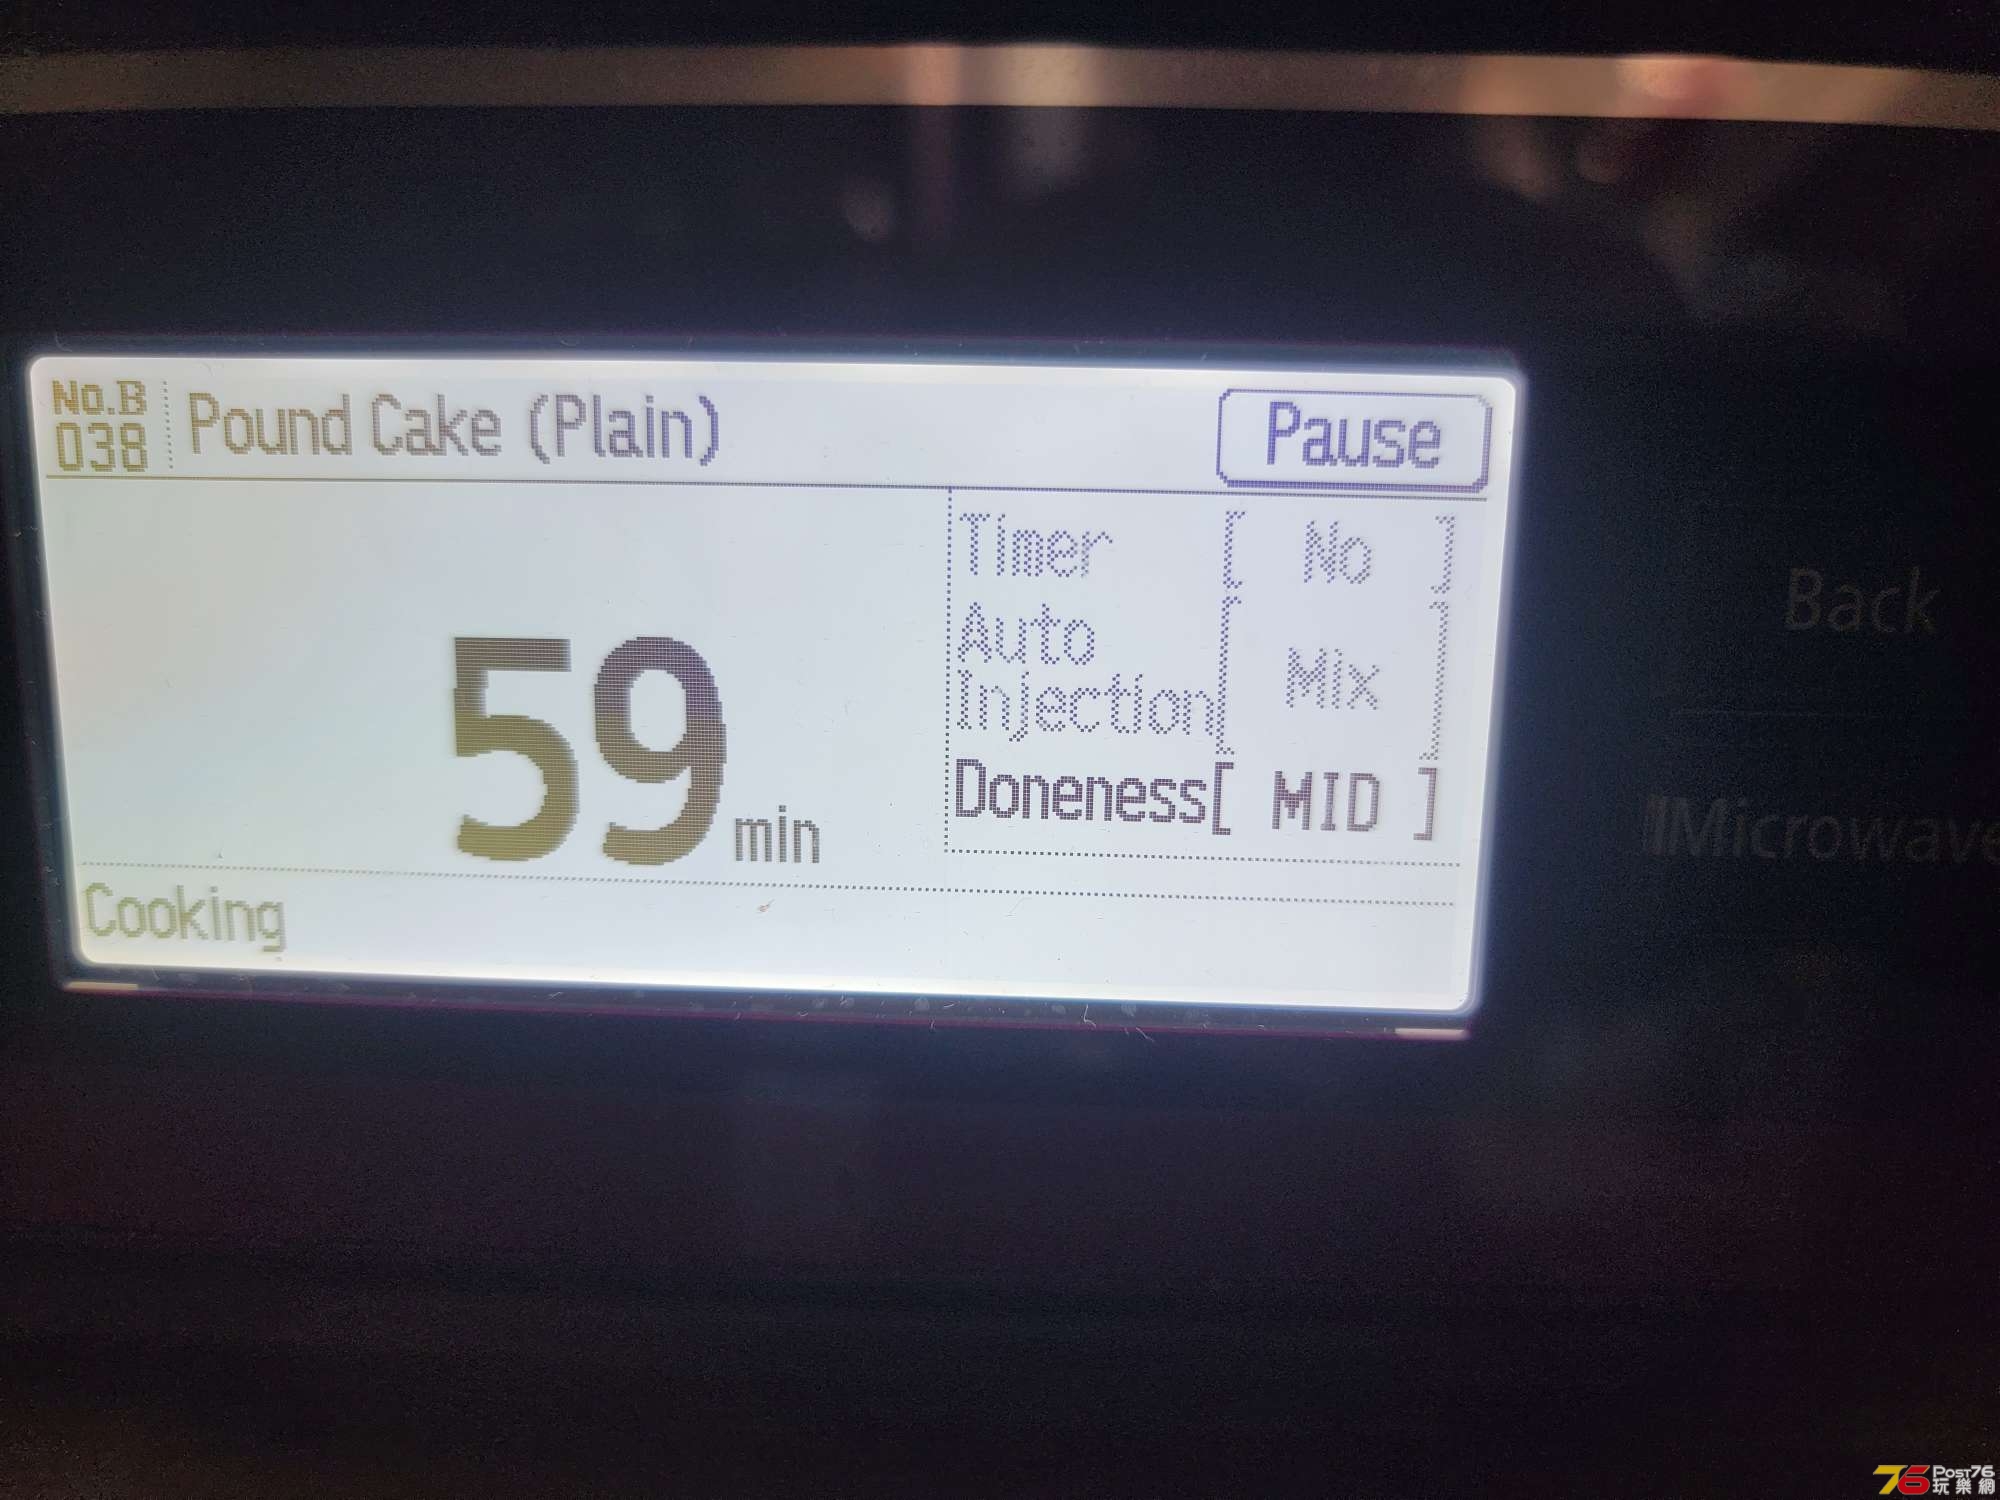 No.B
038
Pound Cake (Plain)
Pause
Timer [ No ]
Auto
Injection [ Mix ]
Doneness[ MID ]
59 min
Cooking
Back
Microwave
76 Post76
玩樂網